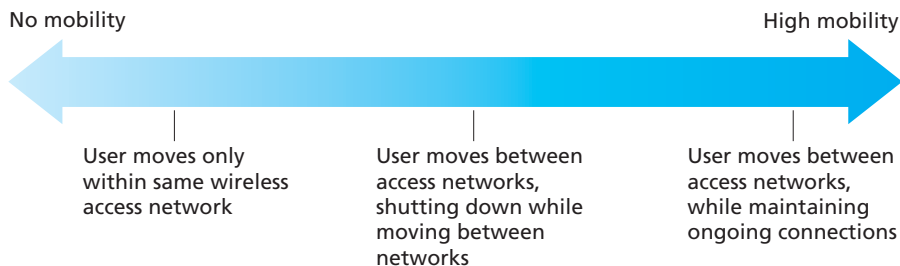 No mobility
High mobility
User moves only
within same wireless
access network
User moves between
access networks,
shutting down while
moving between
networks
User moves between
access networks,
while maintaining
ongoing connections